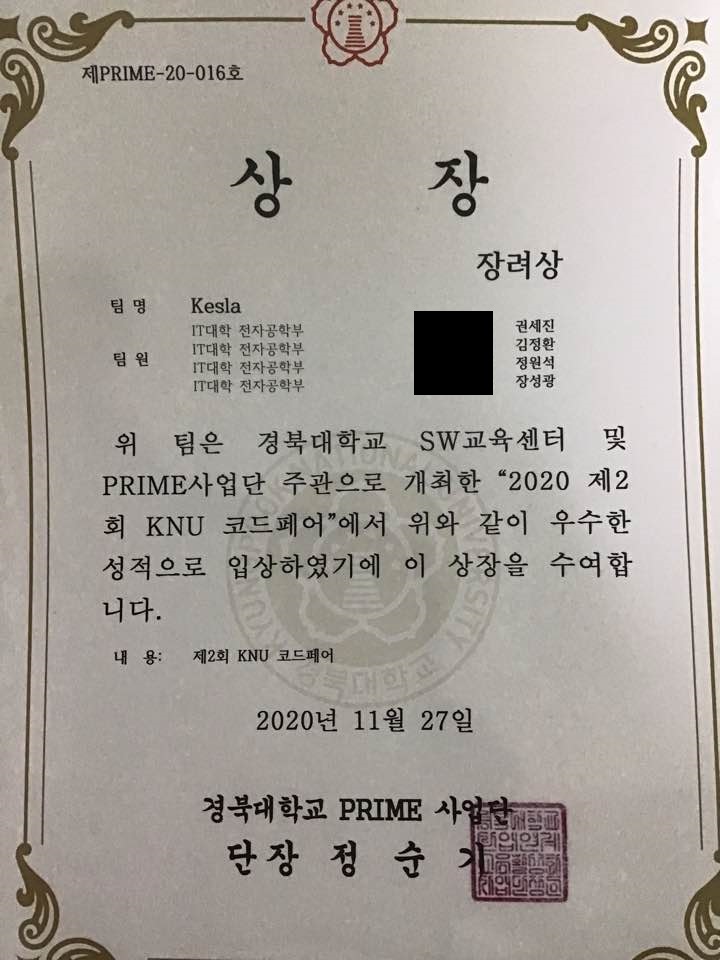 제PRIME-20-016호
상 장
장려상
팀 명 Kesla
팀 원
IT대학 전자공학부 권세진
IT대학 전자공학부 김정환
IT대학 전자공학부 정원석
IT대학 전자공학부 장성광
위 팀은 경북대학교 SW교육센터 및
PRIME사업단 주관으로 개최한 “2020 제2
회 KNU 코드페어”에서 위와 같이 우수한
성적으로 입상하였기에 이 상장을 수여합
니다.
내 용: 제2회 KNU 코드페어
경북대학교
2020년 11월 27일
경북대학교 PRIME 사업단
단장 정 순 기